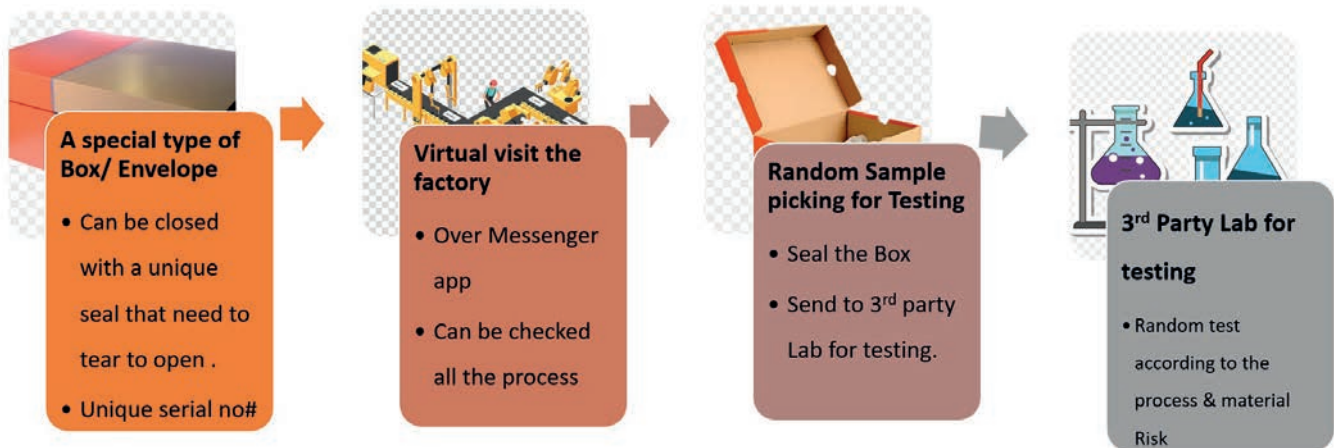 A special type of
Box/ Envelope
• Can be closed
with a unique
seal that need to
tear to open .
• Unique serial no#
Virtual visit the
factory
• Over Messenger
app
• Can be checked
all the process
Random Sample
picking for Testing
• Seal the Box
• Send to 3rd party
Lab for testing.
3rd Party Lab for
testing
• Random test
according to the
process & material
Risk